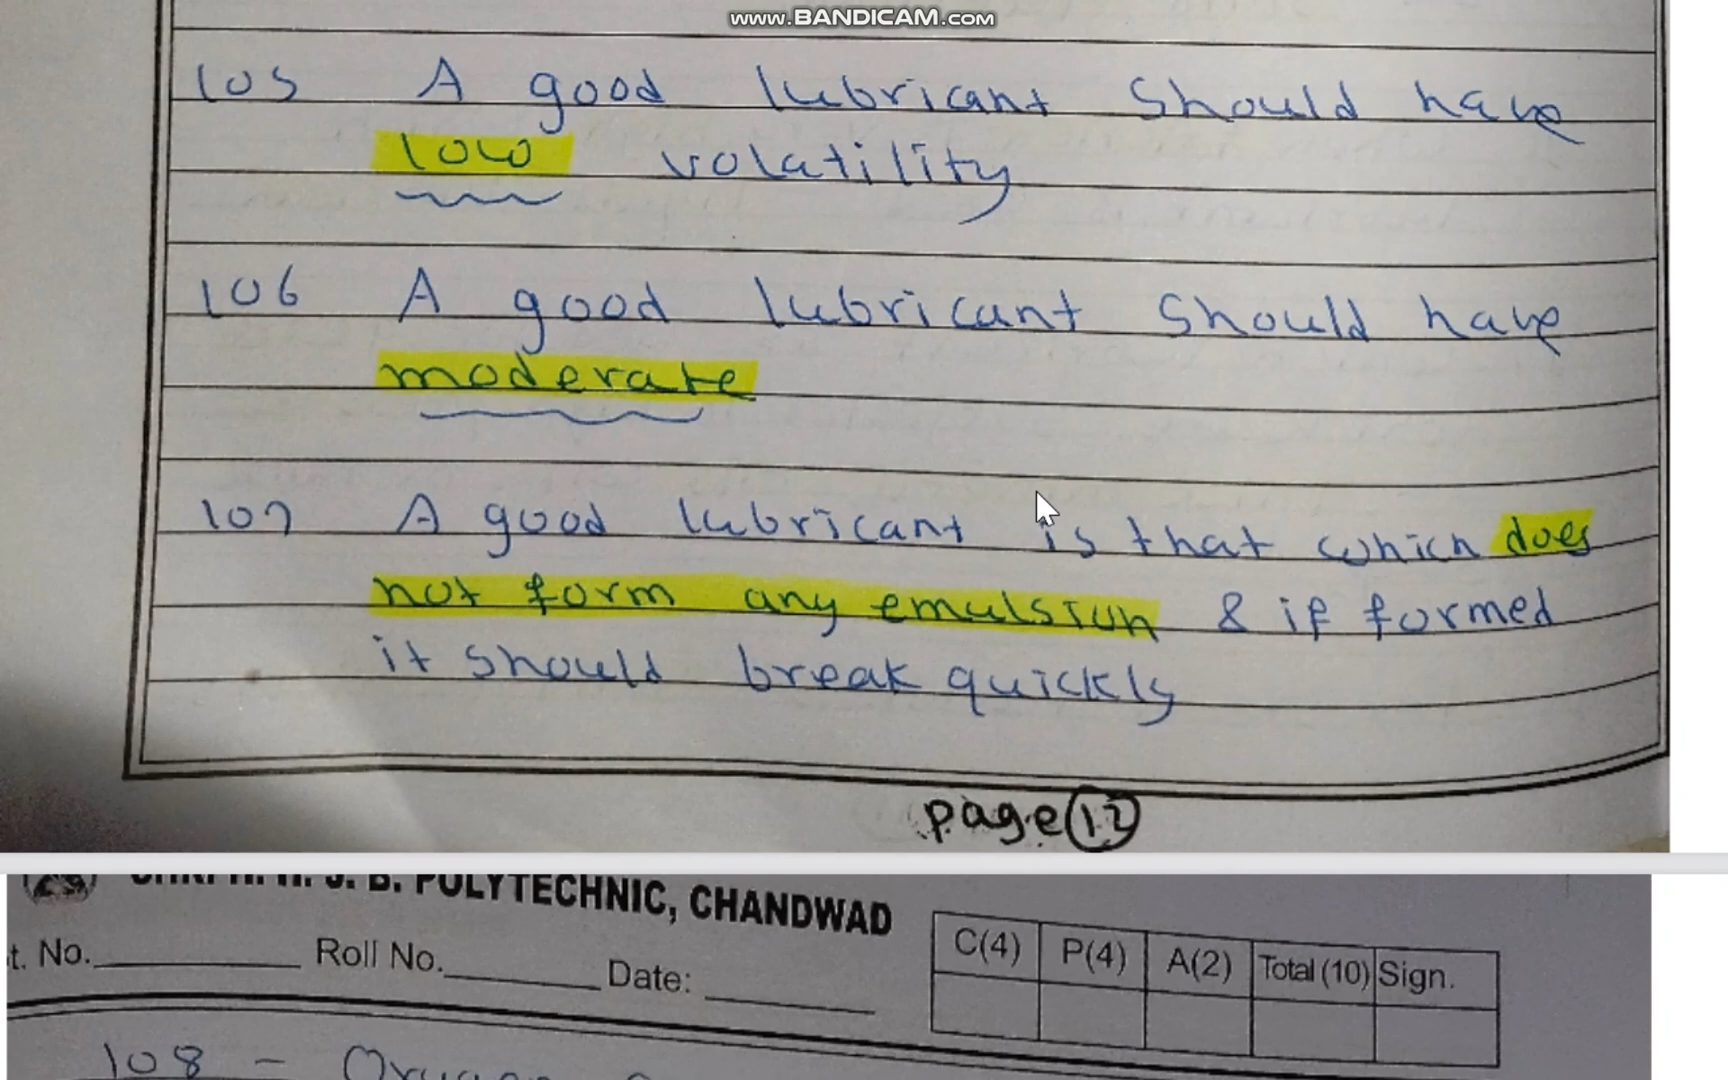 WWW.BANDICAM.COM
105 A good lubricant should have
low volatility
106 A good lubricant should have
moderate
107 A good lubricant is that which does
not form any emulsion & if formed
it should break quickly
page 12
J. B. POLYTECHNIC, CHANDWAD
t. No. Roll No. Date:
C(4) P(4) A(2) Total (10) Sign.
108 -